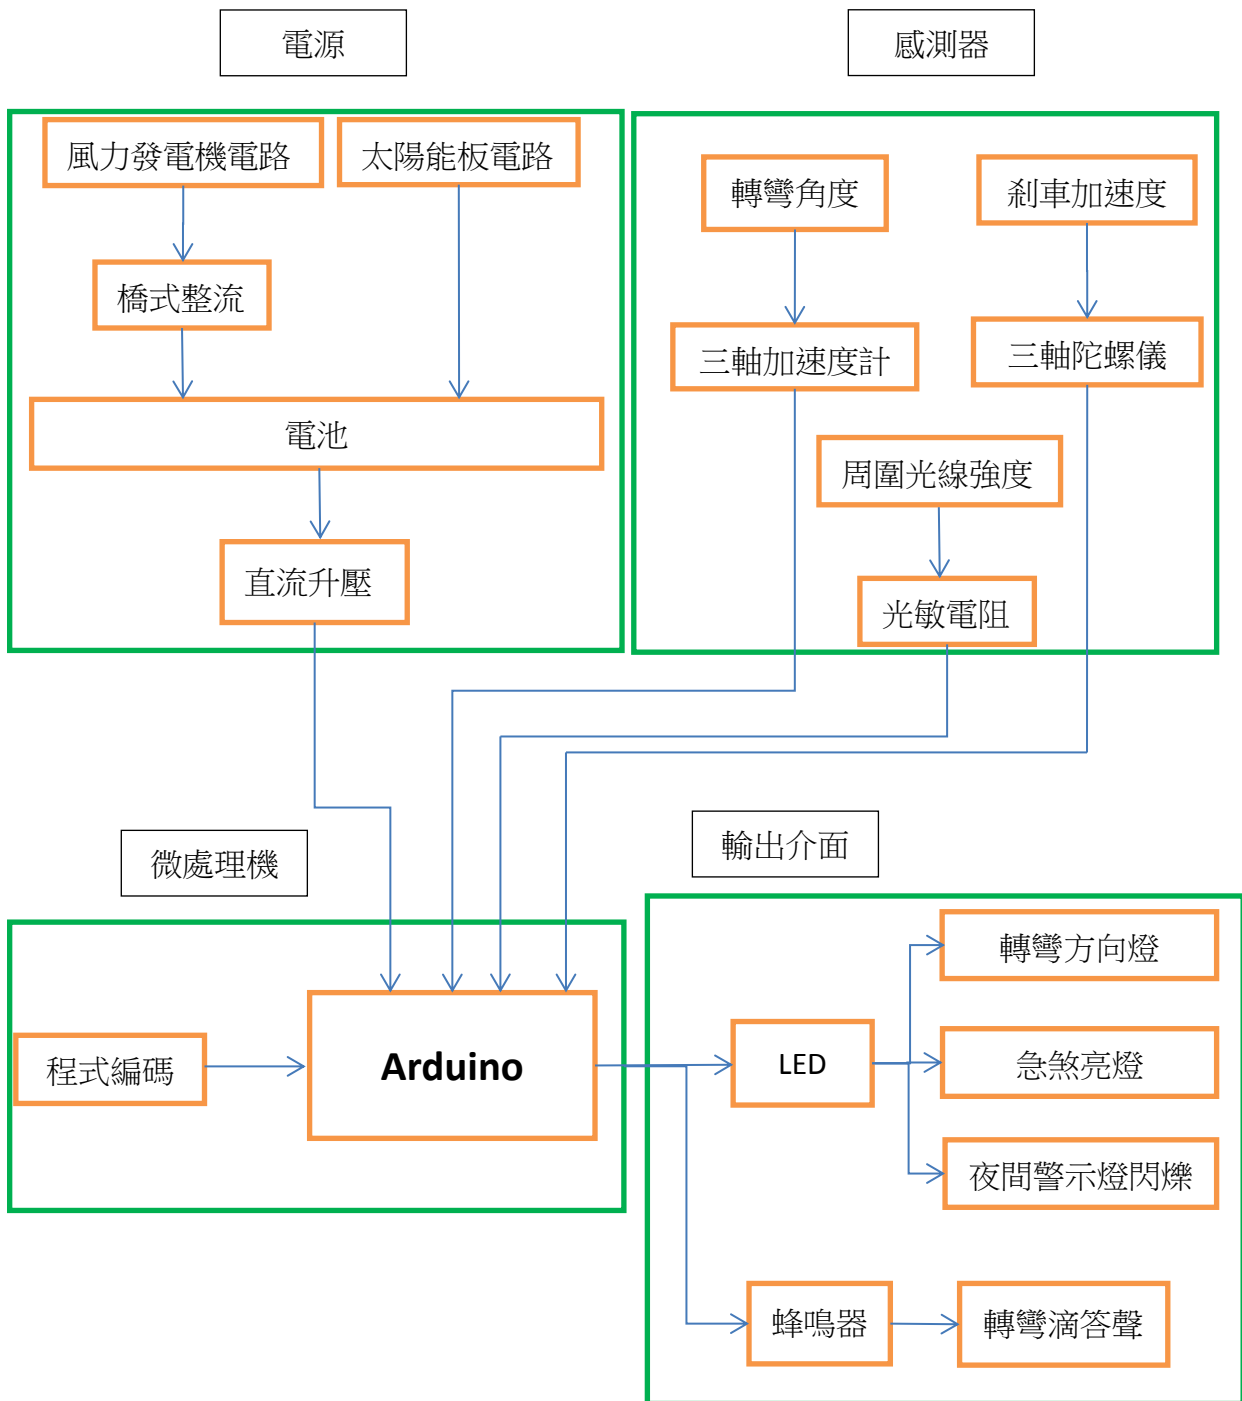 電源
感測器
風力發電機電路
太陽能板電路
轉彎角度
剎車加速度
橋式整流
三軸加速度計
三軸陀螺儀
電池
周圍光線強度
直流升壓
光敏電阻
微處理機
輸出介面
程式編碼
Arduino
LED
轉彎方向燈
急煞亮燈
夜間警示燈閃爍
蜂鳴器
轉彎滴答聲